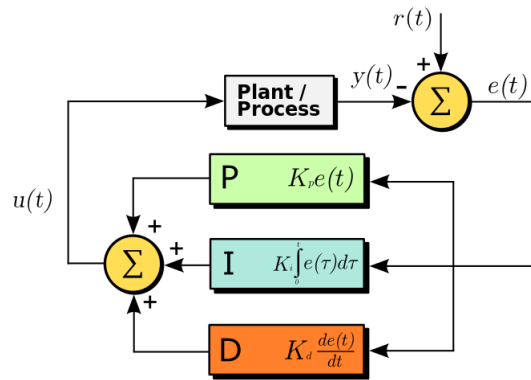 r(t)
+
y(t)
-
e(t)
Plant /
Process
Σ
u(t)
P K_p e(t)
+
I K_i ∫_0^t e(τ)dτ
+
Σ
+
D K_d de(t)/dt